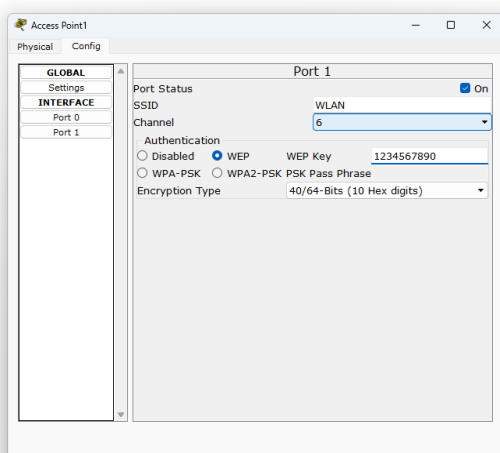 Access Point1
Physical Config
GLOBAL
Settings
INTERFACE
Port 0
Port 1
Port 1
Port Status On
SSID WLAN
Channel 6
Authentication
Disabled WEP WEP Key 1234567890
WPA-PSK WPA2-PSK PSK Pass Phrase
Encryption Type 40/64-Bits (10 Hex digits)